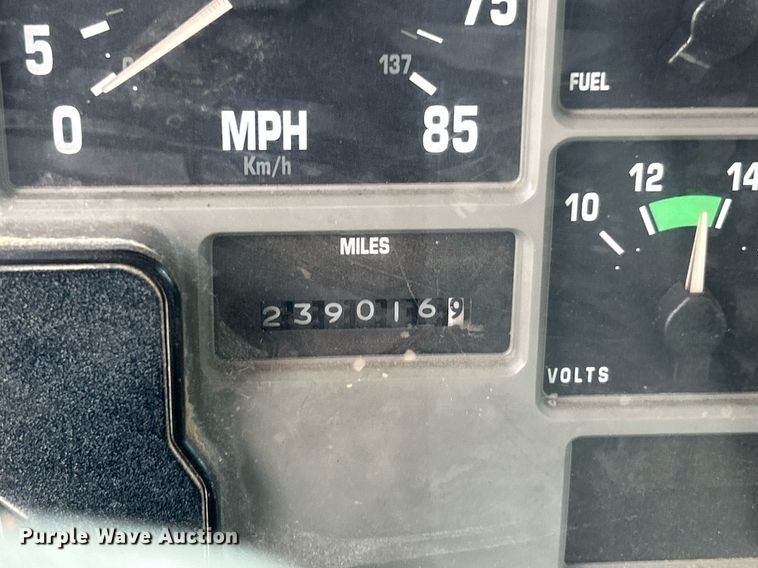 75
5
137
0
MPH
85
Km/h
FUEL
12
14
10
MILES
2390169
VOLTS
Purple Wave Auction®